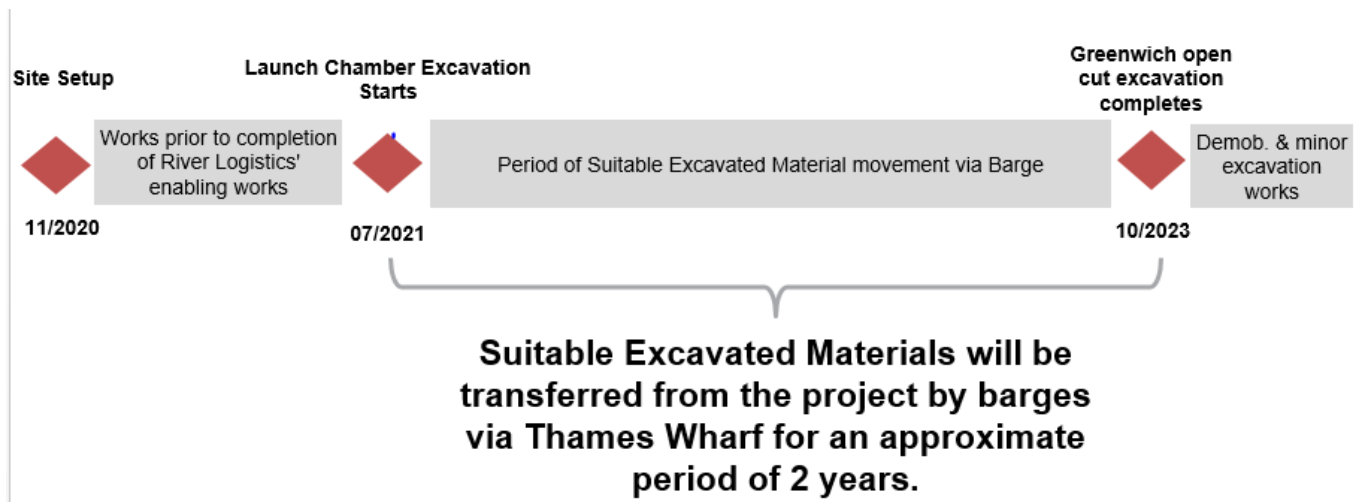 Site Setup
Launch Chamber Excavation
Starts
Greenwich open
cut excavation
completes
Works prior to completion
of River Logistics'
enabling works
Period of Suitable Excavated Material movement via Barge
Demob. & minor
excavation
works
11/2020
07/2021
10/2023
Suitable Excavated Materials will be
transferred from the project by barges
via Thames Wharf for an approximate
period of 2 years.